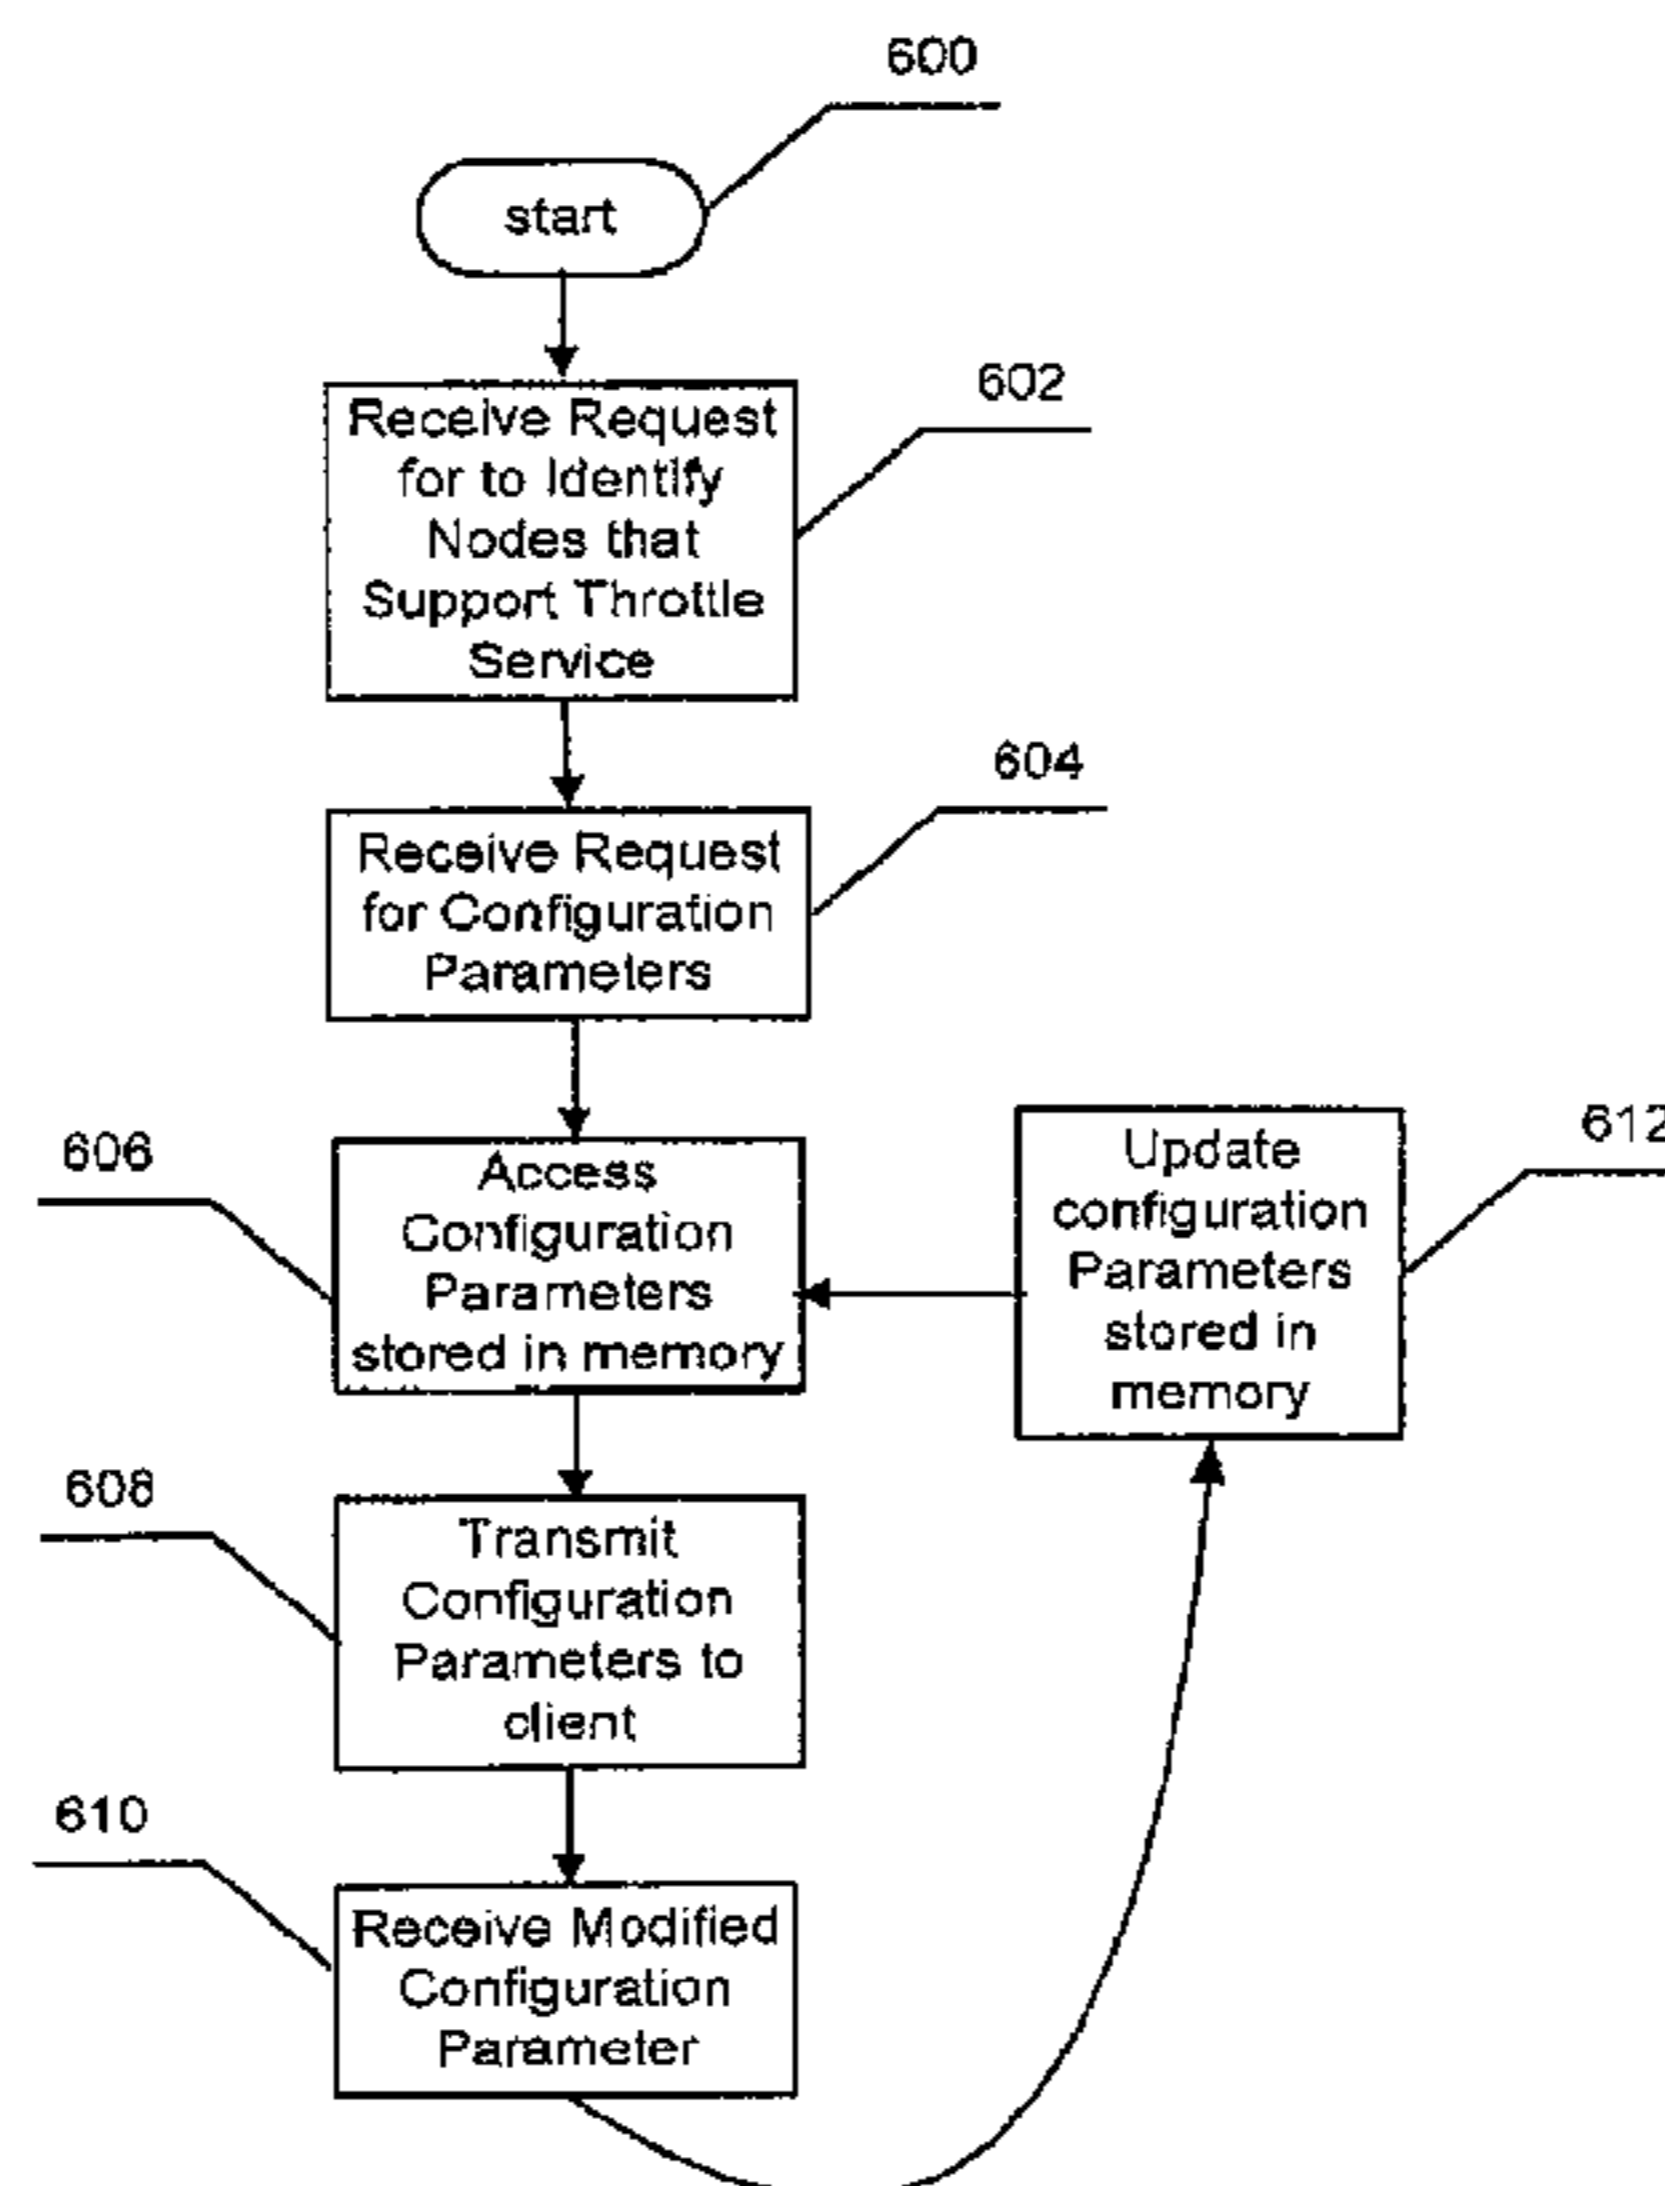 600
start
602
Receive Request
for to Identify
Nodes that
Support Throttle
Service
604
Receive Request
for Configuration
Parameters
606
Access
Configuration
Parameters
stored in memory
612
Update
configuration
Parameters
stored in
memory
608
Transmit
Configuration
Parameters to
client
610
Receive Modified
Configuration
Parameter